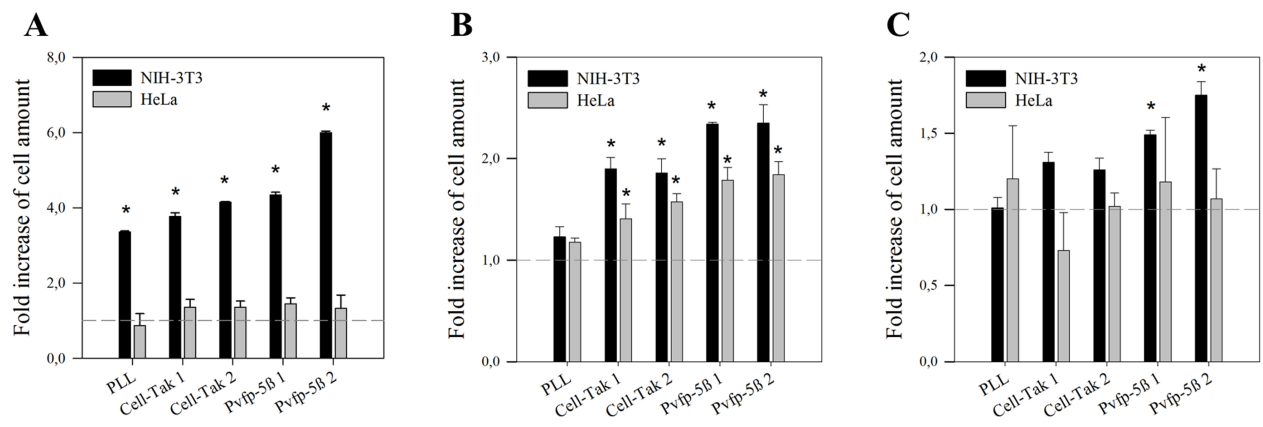 A
Fold increase of cell amount
8,0
6,0
4,0
2,0
0,0
NIH-3T3
HeLa
*
*
*
*
*
PLL
Cell-Tak 1
Cell-Tak 2
Pvfp-5ß 1
Pvfp-5ß 2
B
Fold increase of cell amount
3,0
2,0
1,0
0,0
NIH-3T3
HeLa
*
*
*
*
*
*
*
*
PLL
Cell-Tak 1
Cell-Tak 2
Pvfp-5ß 1
Pvfp-5ß 2
C
Fold increase of cell amount
2,0
1,5
1,0
0,5
0,0
NIH-3T3
HeLa
*
*
PLL
Cell-Tak 1
Cell-Tak 2
Pvfp-5ß 1
Pvfp-5ß 2